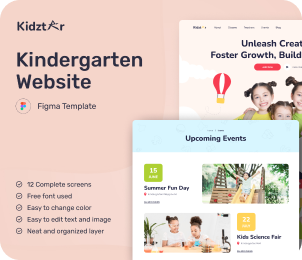 Kidztar
Kindergarten
Website
Figma Template
12 Complete screens
Free font used
Easy to change color
Easy to edit text and image
Neat and organized layer
Kidz
Unleash Creat
Foster Growth, Build
Upcoming Events
15
Summer Fun Day
22
Kids Science Fair